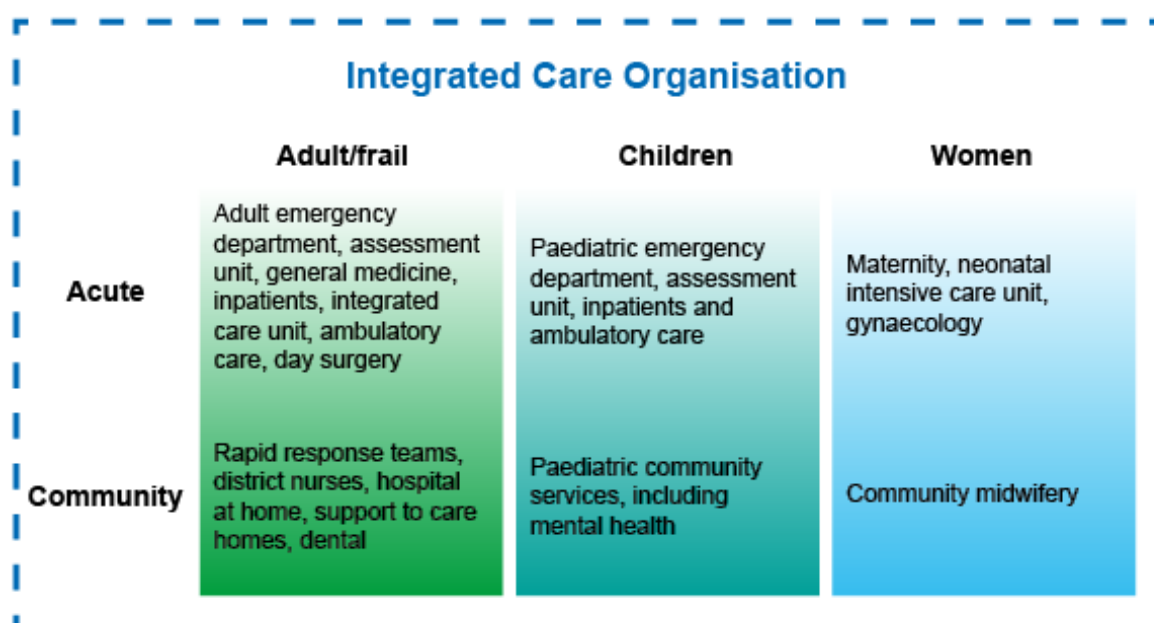 Integrated Care Organisation
Adult/frail
Children
Women
Acute
Adult emergency
department, assessment
unit, general medicine,
inpatients, integrated
care unit, ambulatory
care, day surgery
Paediatric emergency
department, assessment
unit, inpatients and
ambulatory care
Maternity, neonatal
intensive care unit,
gynaecology
Community
Rapid response teams,
district nurses, hospital
at home, support to care
homes, dental
Paediatric community
services, including
mental health
Community midwifery